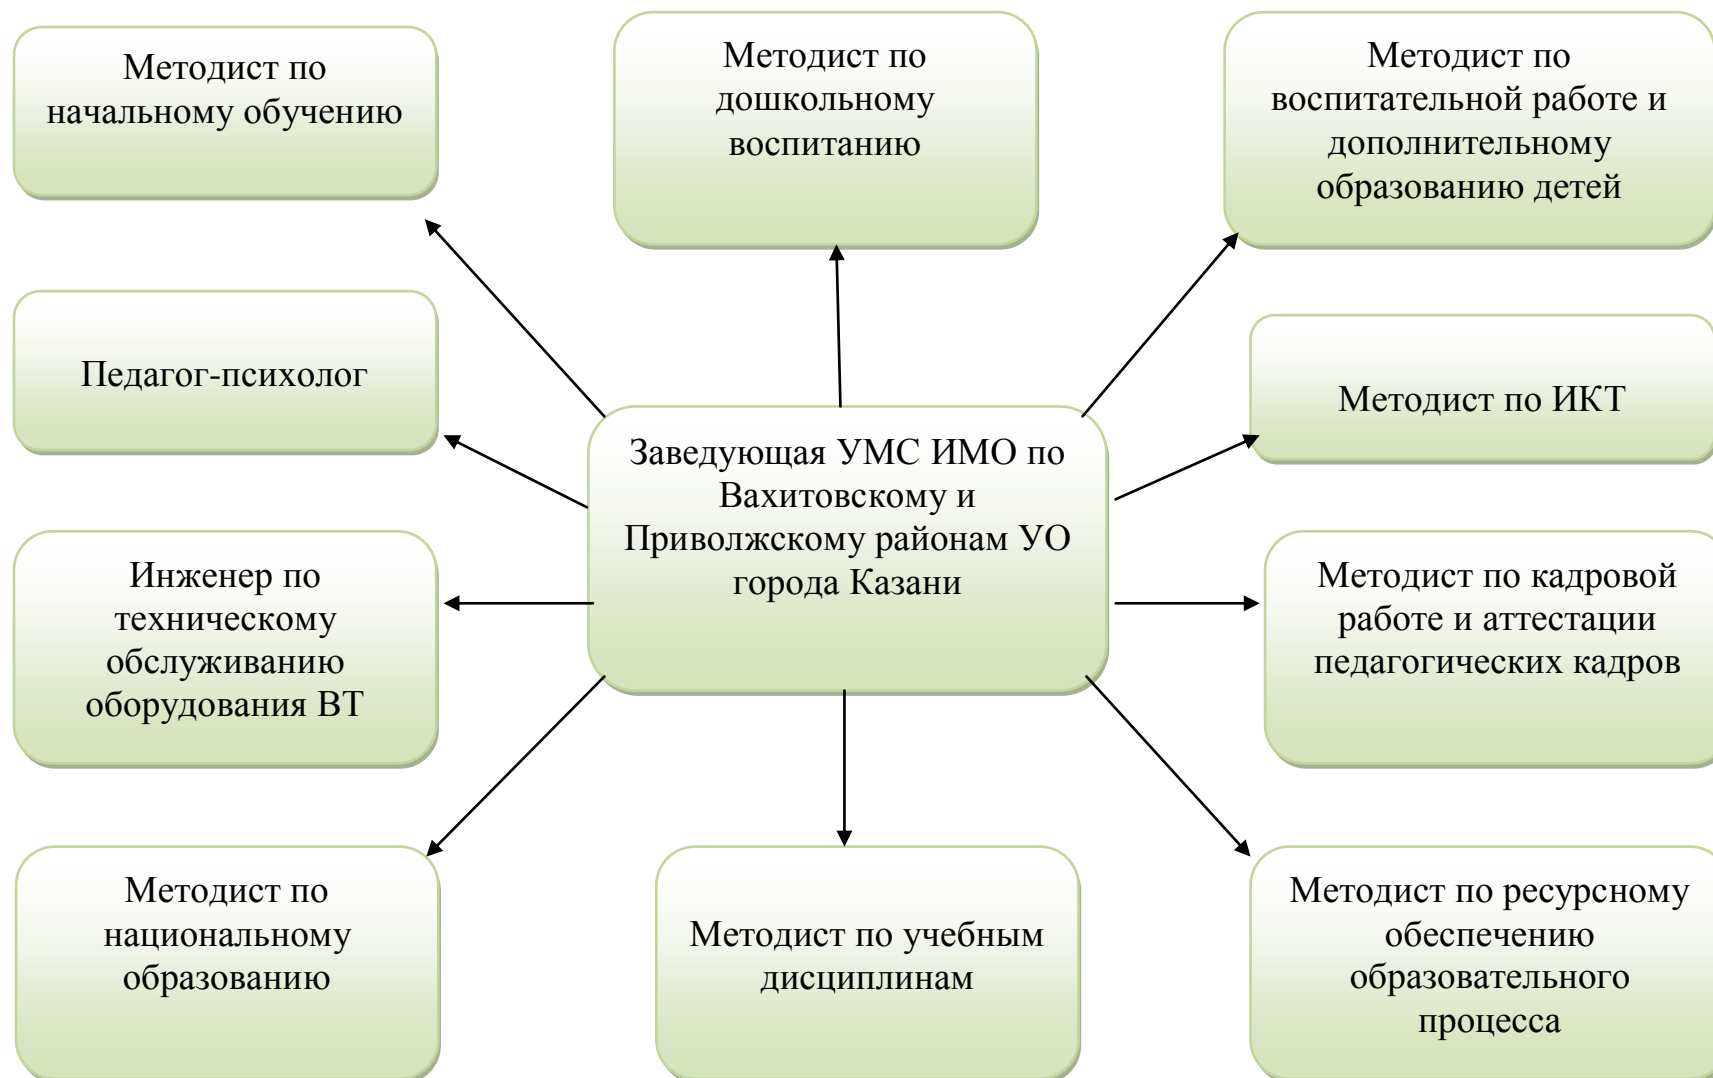 Методист по
начальному обучению
Методист по
дошкольному
воспитанию
Методист по
воспитательной работе и
дополнительному
образованию детей
Педагог-психолог
Методист по ИКТ
Заведующая УМС ИМО по
Вахитовскому и
Приволжскому районам УО
города Казани
Инженер по
техническому
обслуживанию
оборудования ВТ
Методист по кадровой
работе и аттестации
педагогических кадров
Методист по
национальному
образованию
Методист по учебным
дисциплинам
Методист по ресурсному
обеспечению
образовательного
процесса